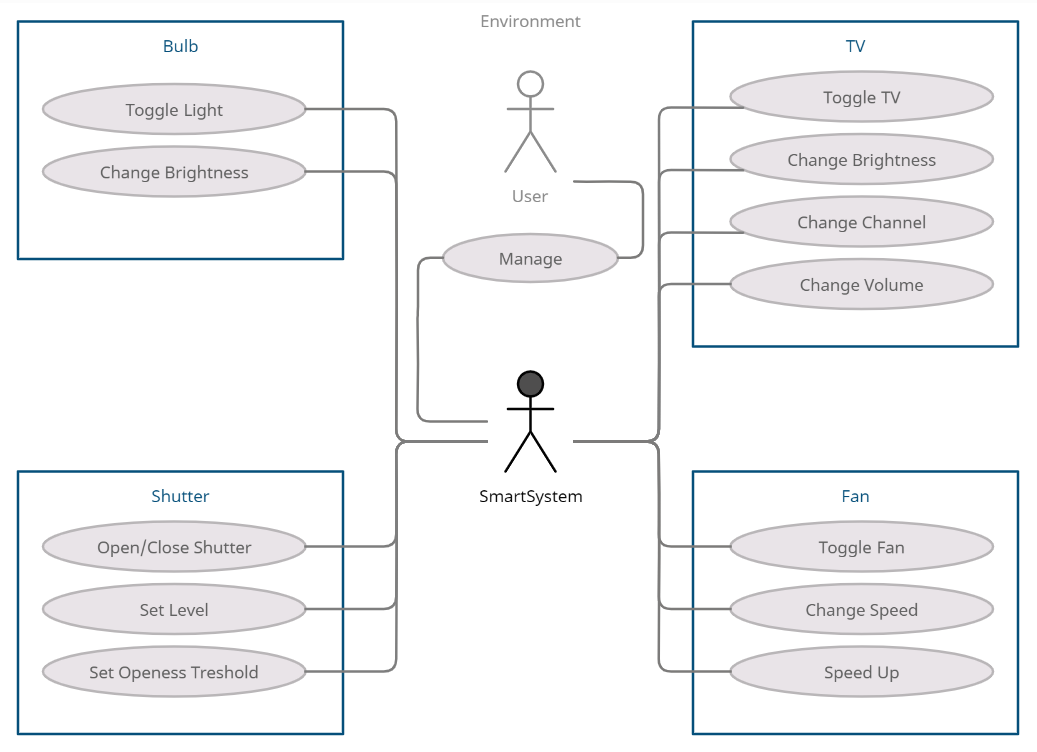 Environment
Bulb
Toggle Light
Change Brightness
User
Manage
TV
Toggle TV
Change Brightness
Change Channel
Change Volume
SmartSystem
Shutter
Open/Close Shutter
Set Level
Set Openess Treshold
Fan
Toggle Fan
Change Speed
Speed Up